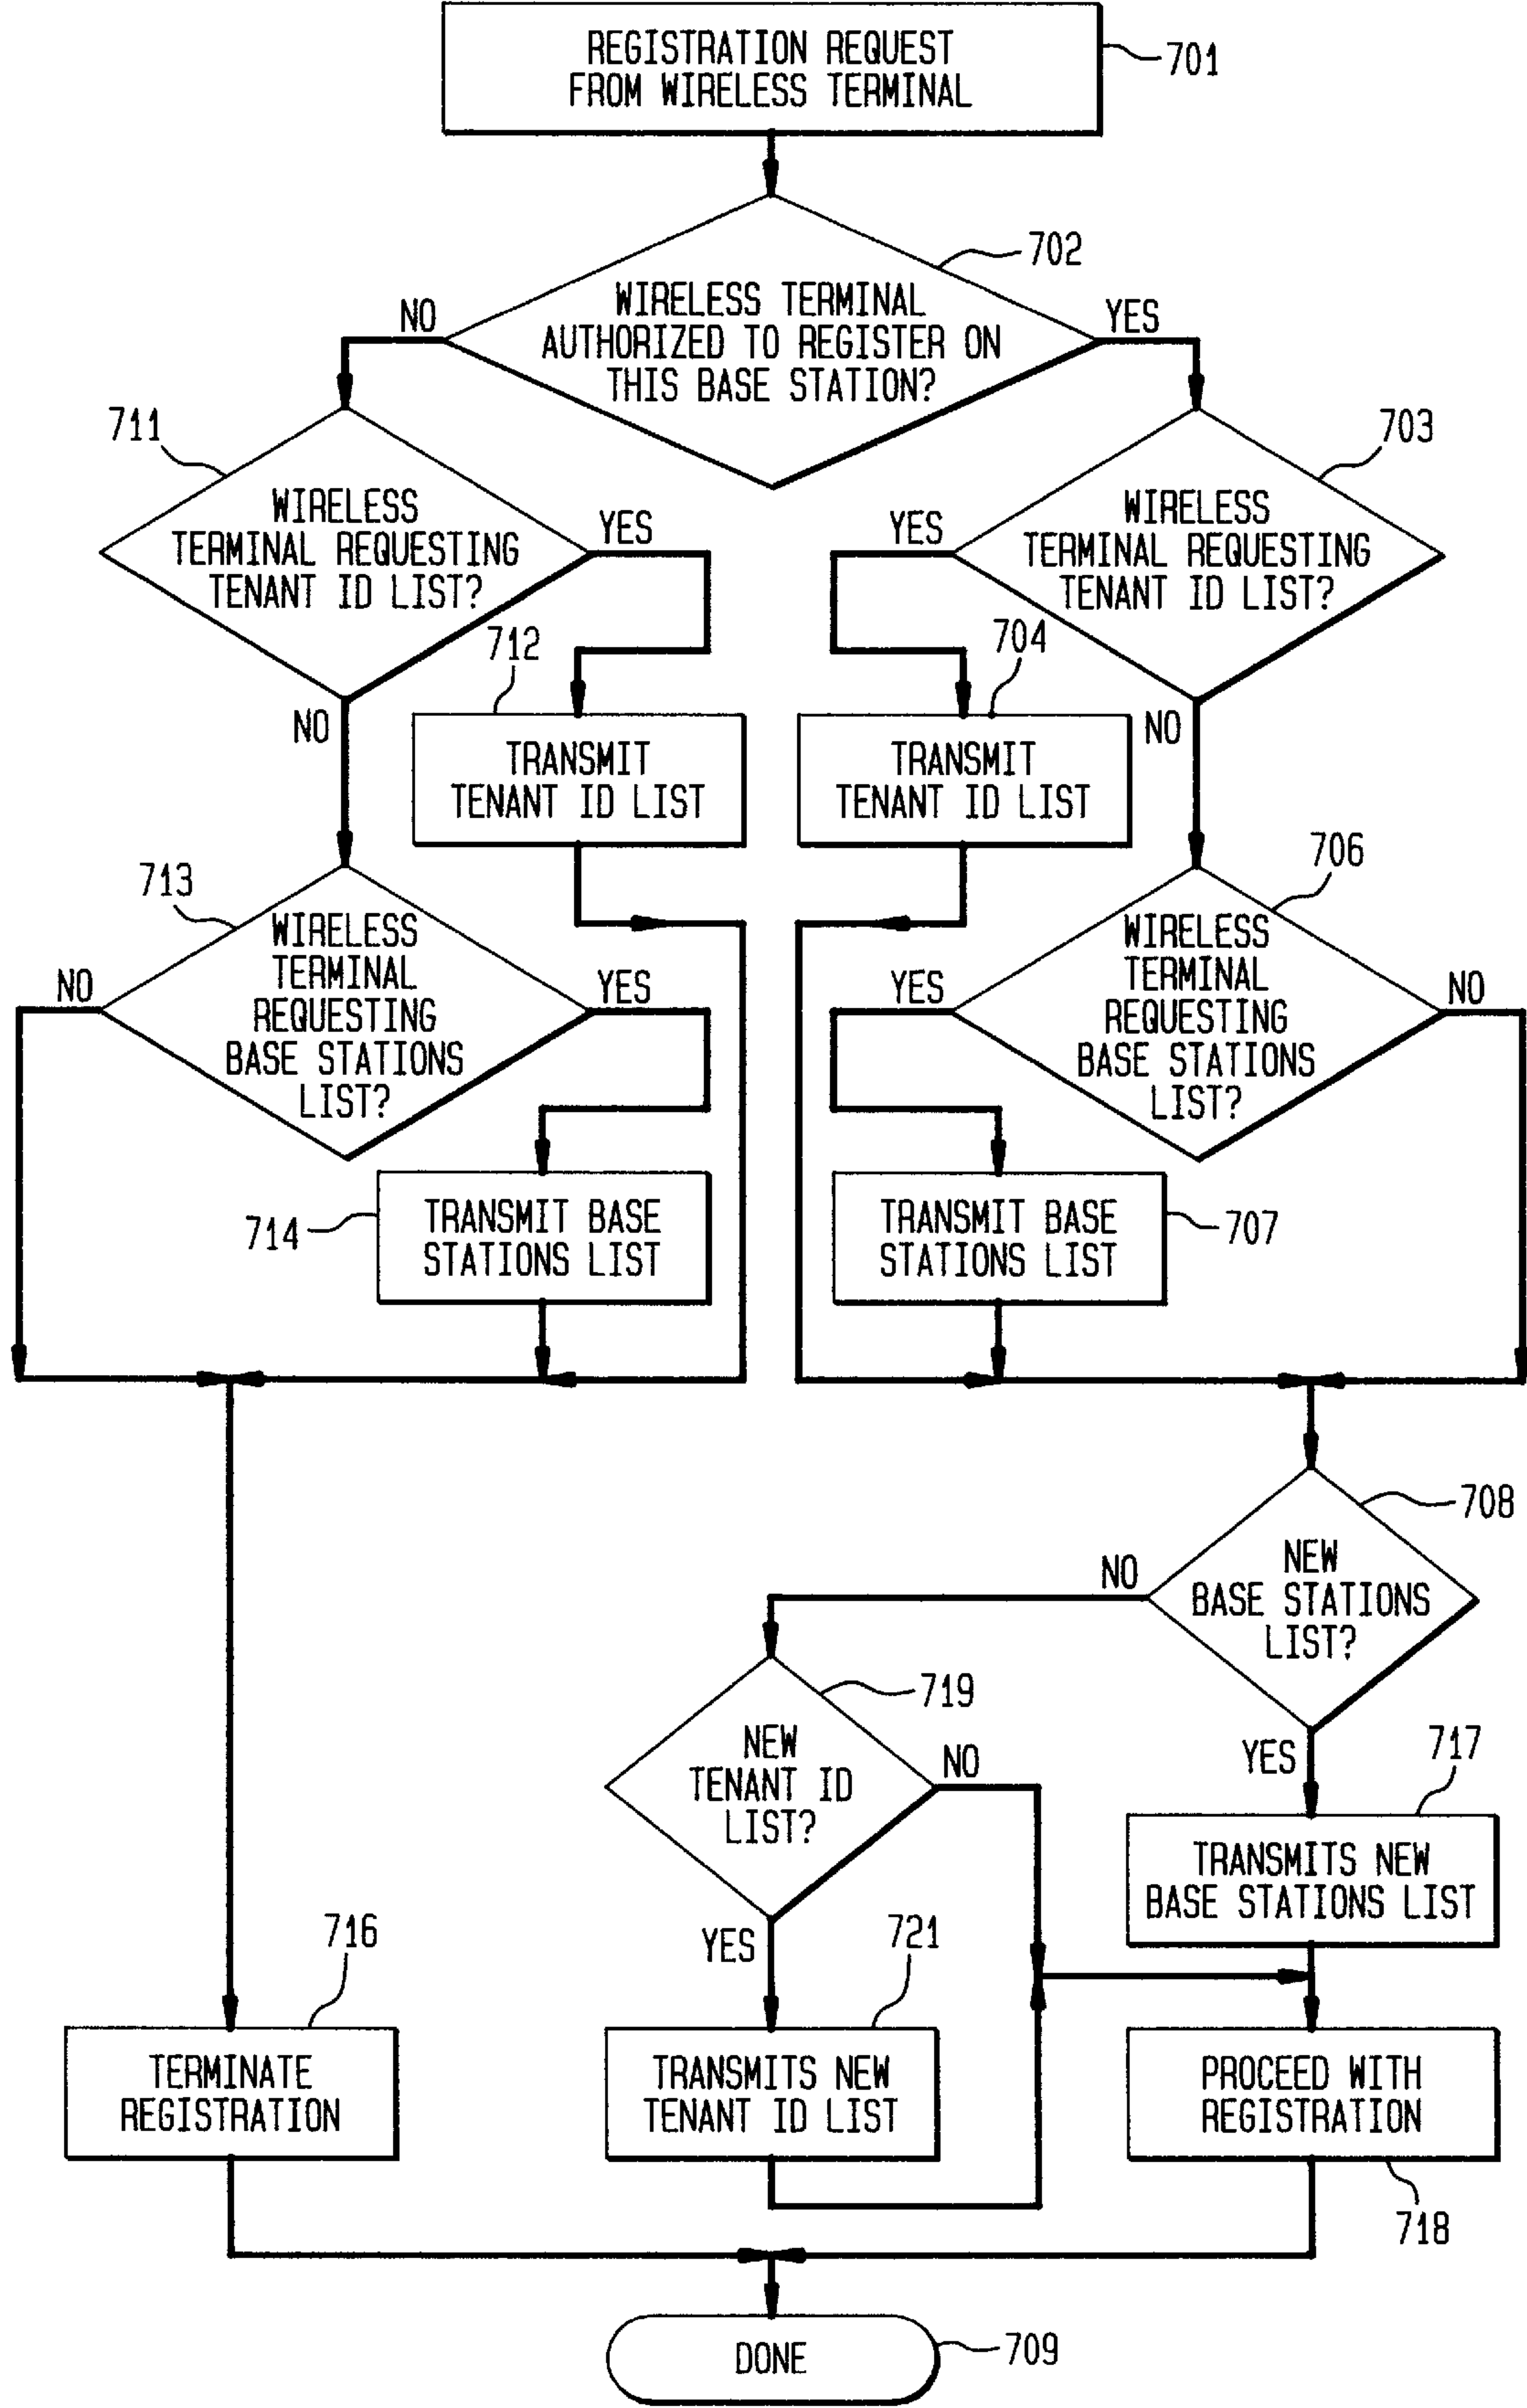 REGISTRATION REQUEST
FROM WIRELESS TERMINAL
701
702
WIRELESS TERMINAL
AUTHORIZED TO REGISTER ON
THIS BASE STATION?
NO
YES
711
WIRELESS
TERMINAL REQUESTING
TENANT ID LIST?
YES
NO
703
WIRELESS
TERMINAL REQUESTING
TENANT ID LIST?
YES
NO
712
TRANSMIT
TENANT ID LIST
704
TRANSMIT
TENANT ID LIST
713
WIRELESS
TERMINAL
REQUESTING
BASE STATIONS
LIST?
NO
YES
706
WIRELESS
TERMINAL
REQUESTING
BASE STATIONS
LIST?
YES
NO
714
TRANSMIT BASE
STATIONS LIST
TRANSMIT BASE
STATIONS LIST
707
708
NEW
BASE STATIONS
LIST?
NO
YES
719
NEW
TENANT ID
LIST?
NO
YES
717
TRANSMITS NEW
BASE STATIONS LIST
716
TERMINATE
REGISTRATION
721
TRANSMITS NEW
TENANT ID LIST
PROCEED WITH
REGISTRATION
718
DONE
709